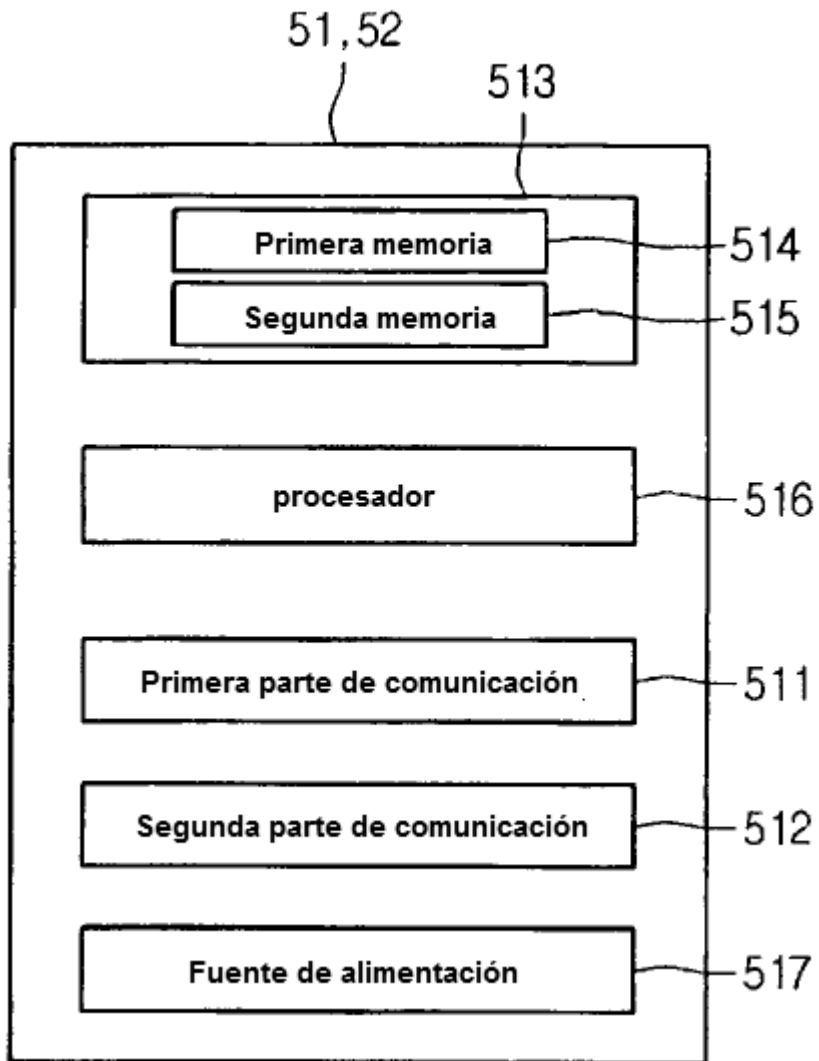 51,52
513
Primera memoria
514
Segunda memoria
515
procesador
516
Primera parte de comunicación
511
Segunda parte de comunicación
512
Fuente de alimentación
517